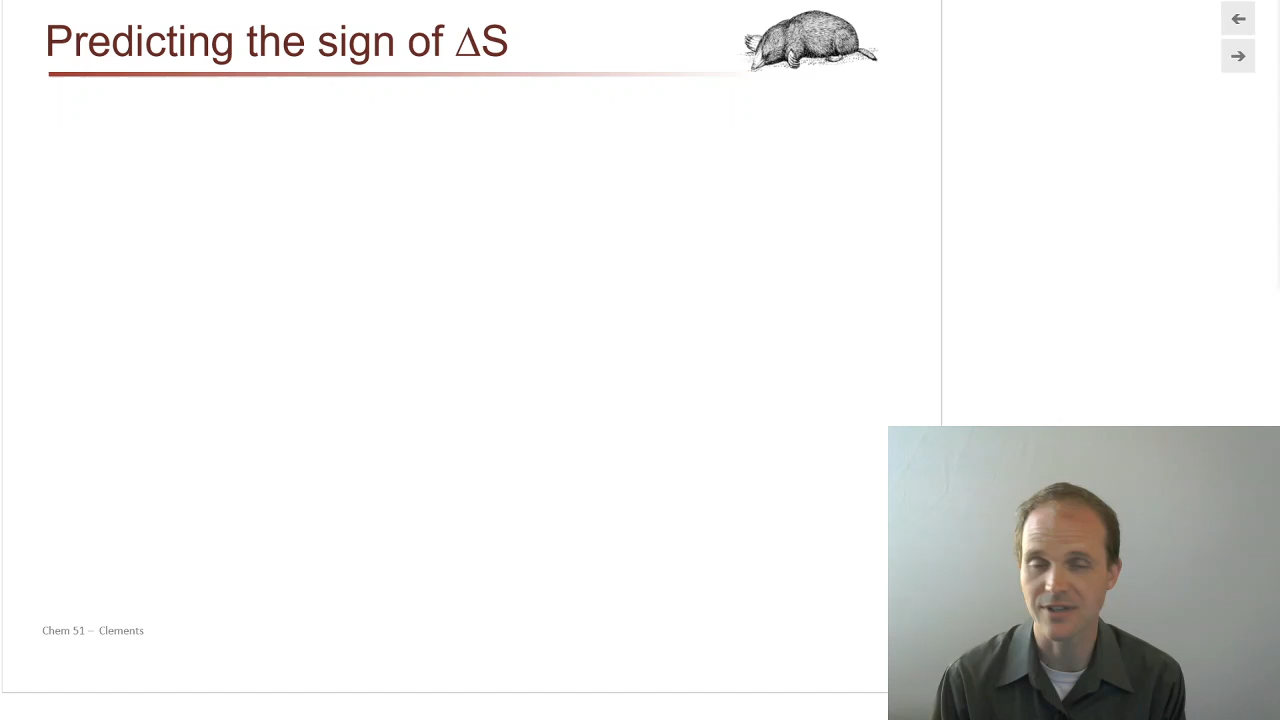 Predicting the sign of ΔS
Chem 51 – Clements